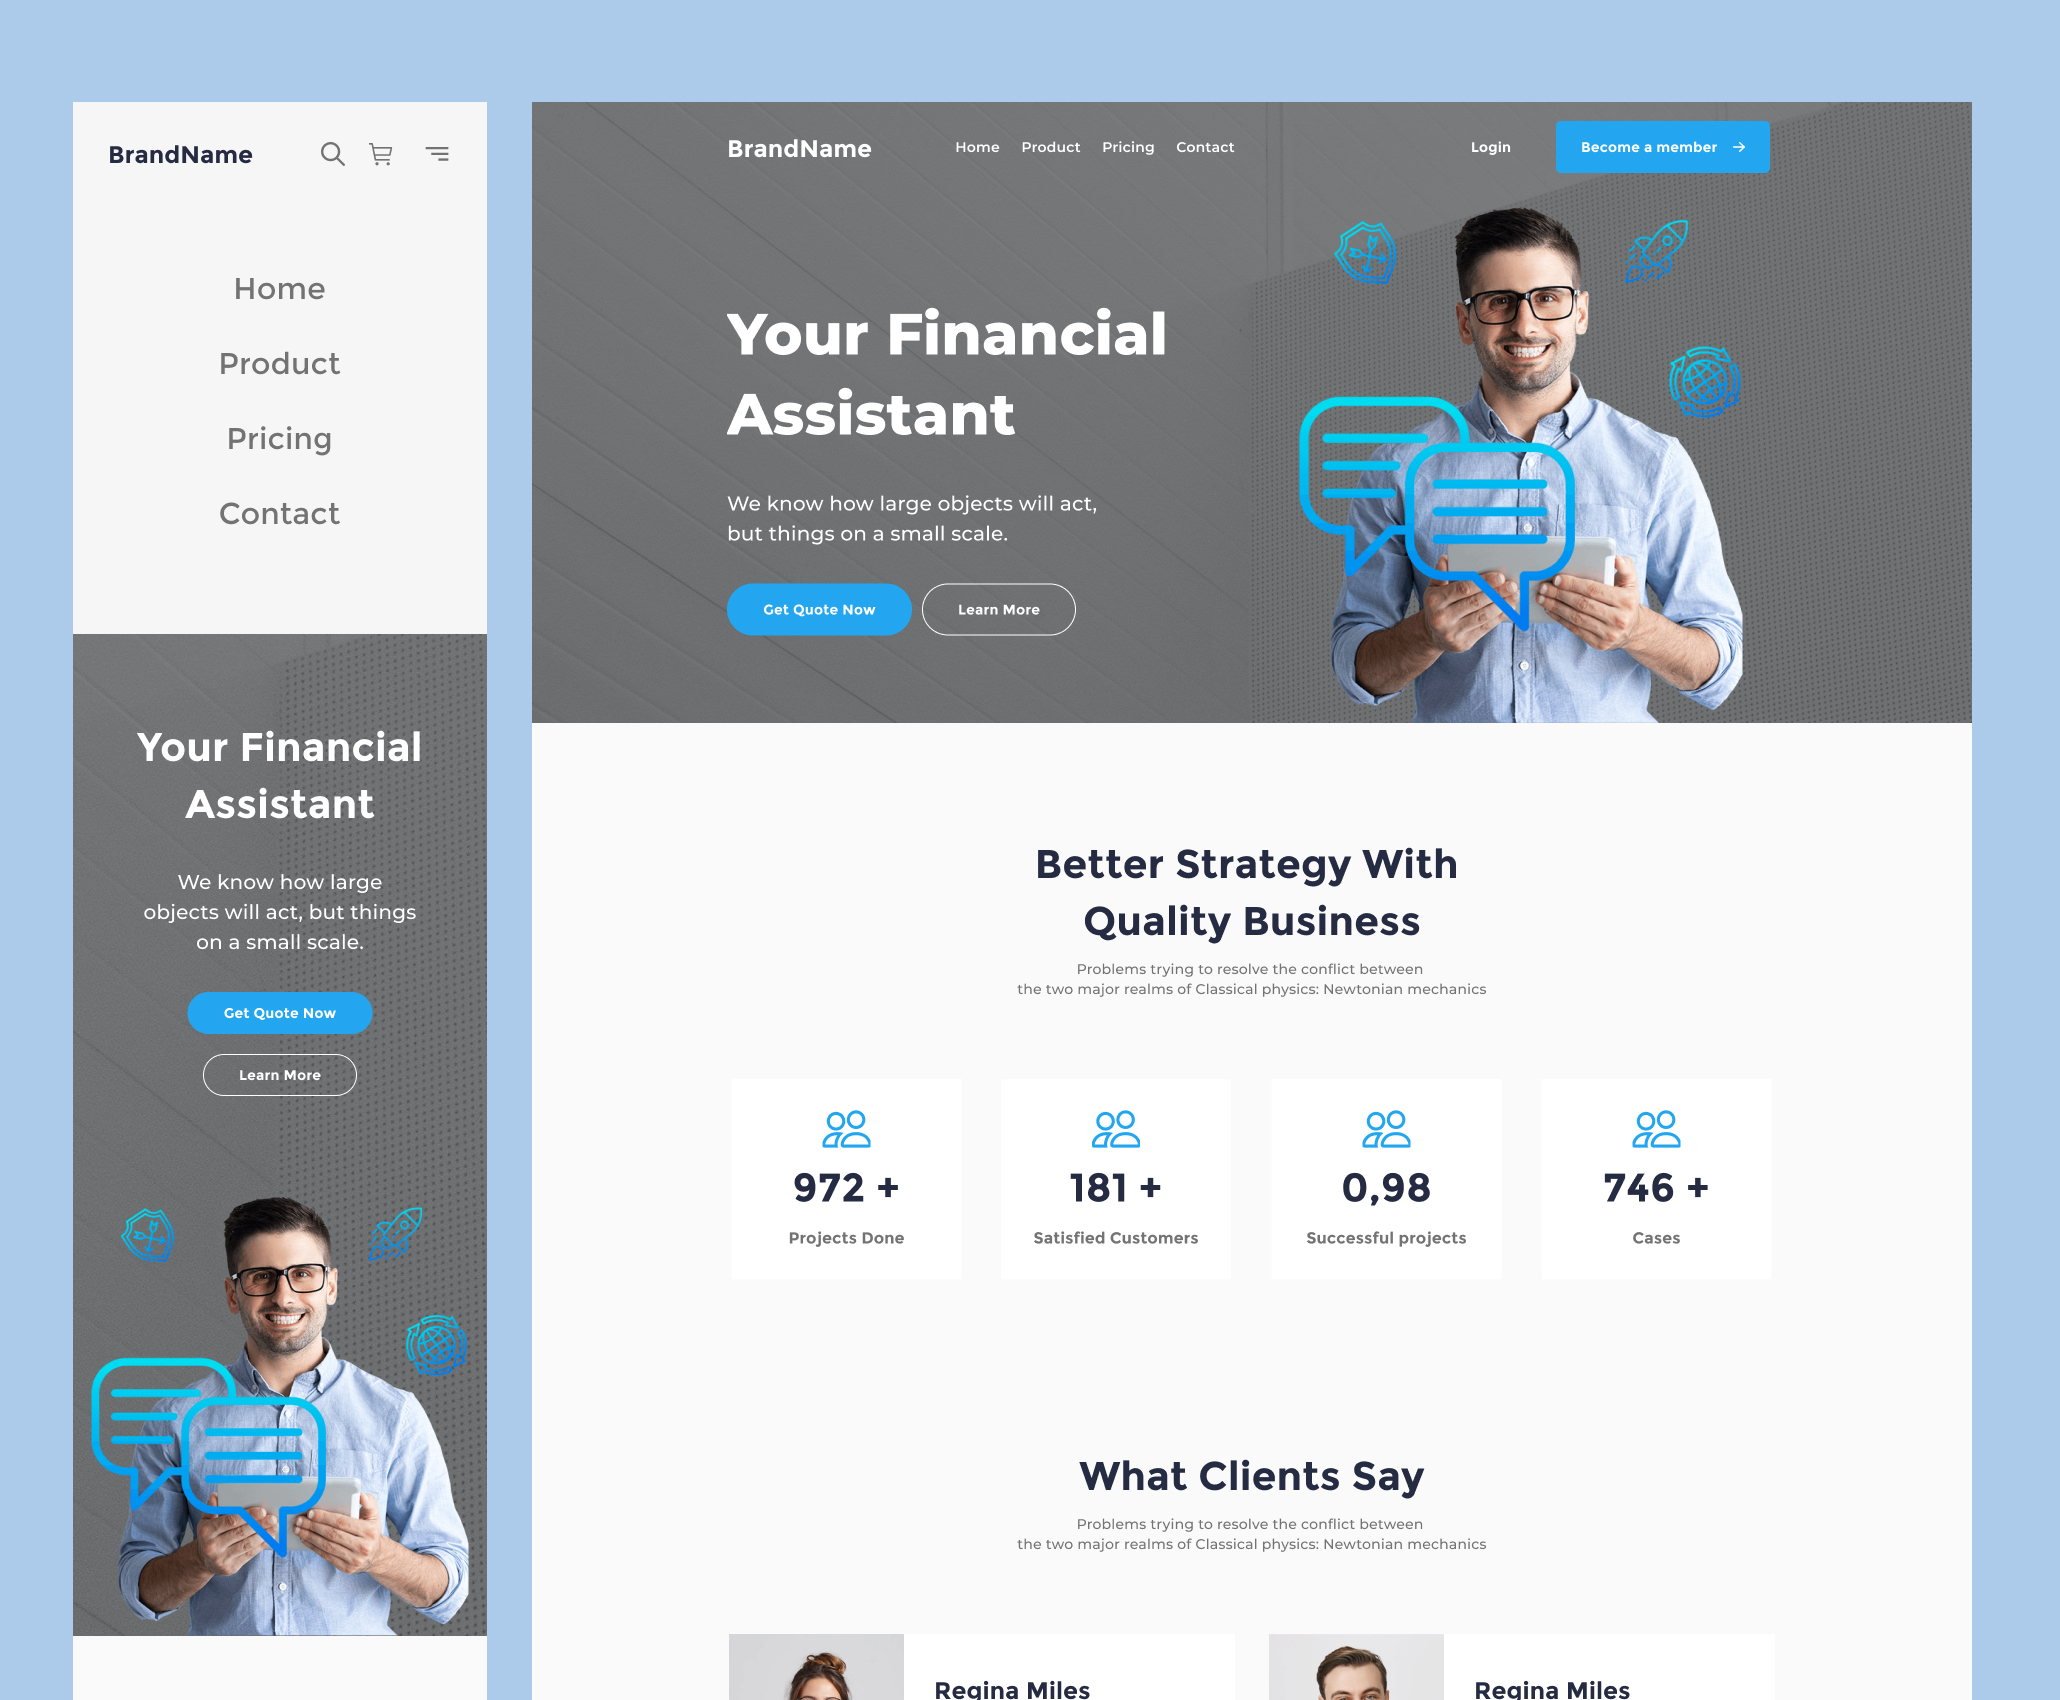 BrandName
Home
Product
Pricing
Contact
Your Financial
Assistant
We know how large
objects will act, but things
on a small scale.
Get Quote Now
Learn More
BrandName
Home Product Pricing Contact
Login
Become a member
Your Financial
Assistant
We know how large objects will act,
but things on a small scale.
Get Quote Now
Learn More
Better Strategy With
Quality Business
Problems trying to resolve the conflict between
the two major realms of Classical physics: Newtonian mechanics
972 +
Projects Done
181 +
Satisfied Customers
0,98
Successful projects
746 +
Cases
What Clients Say
Problems trying to resolve the conflict between
the two major realms of Classical physics: Newtonian mechanics
Regina Miles
Regina Miles